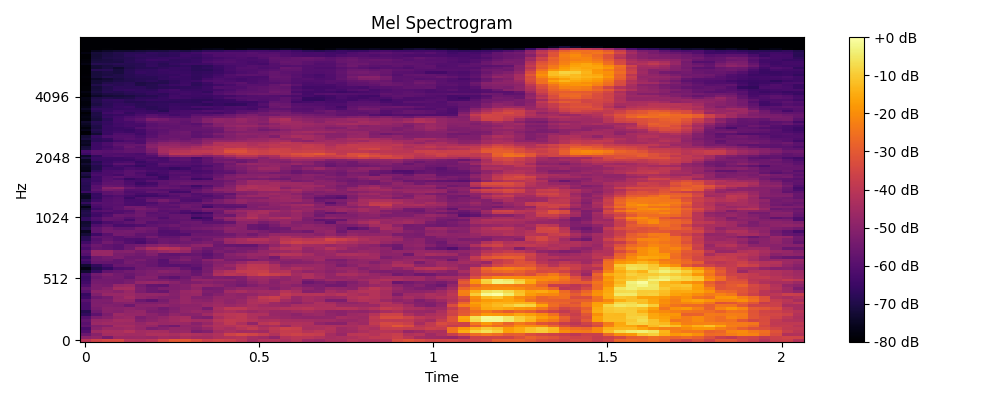 Mel Spectrogram
+0 dB
-10 dB
-20 dB
-30 dB
-40 dB
-50 dB
-60 dB
-70 dB
-80 dB
4096
2048
1024
512
0
Hz
0
0.5
1
1.5
2
Time